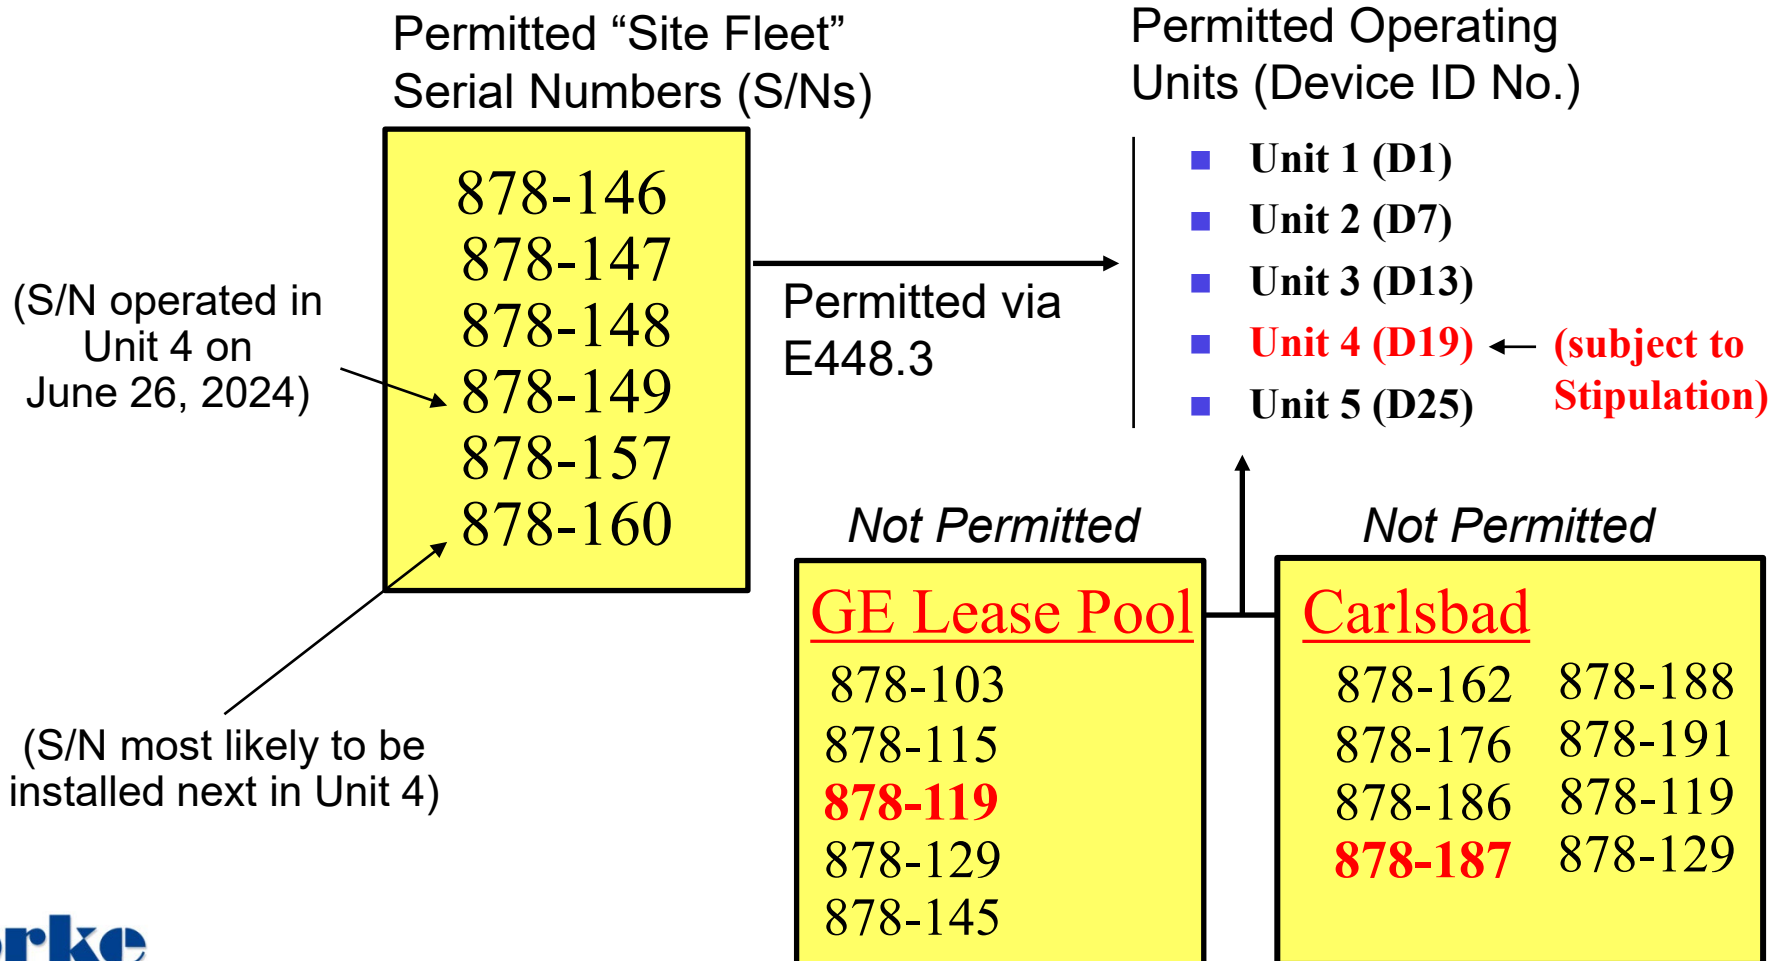 Permitted “Site Fleet”
Serial Numbers (S/Ns)
878-146
878-147
878-148
878-149
878-157
878-160
(S/N operated in
Unit 4 on
June 26, 2024)
(S/N most likely to be
installed next in Unit 4)
Permitted via
E448.3
Permitted Operating
Units (Device ID No.)
Unit 1 (D1)
Unit 2 (D7)
Unit 3 (D13)
Unit 4 (D19)
Unit 5 (D25)
(subject to
Stipulation)
Not Permitted
GE Lease Pool
878-103
878-115
878-119
878-129
878-145
Not Permitted
Carlsbad
878-162 878-188
878-176 878-191
878-186 878-119
878-187 878-129